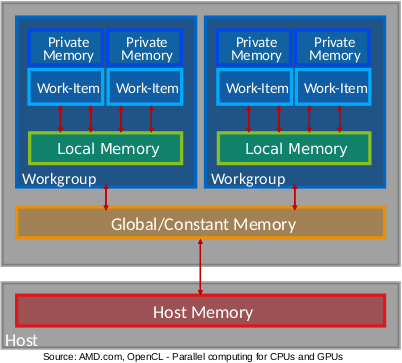 Private Memory
Private Memory
Private Memory
Private Memory
Work-Item
Work-Item
Work-Item
Work-Item
Local Memory
Local Memory
Workgroup
Workgroup
Global/Constant Memory
Host Memory
Host
Source: AMD.com, OpenCL - Parallel computing for CPUs and GPUs